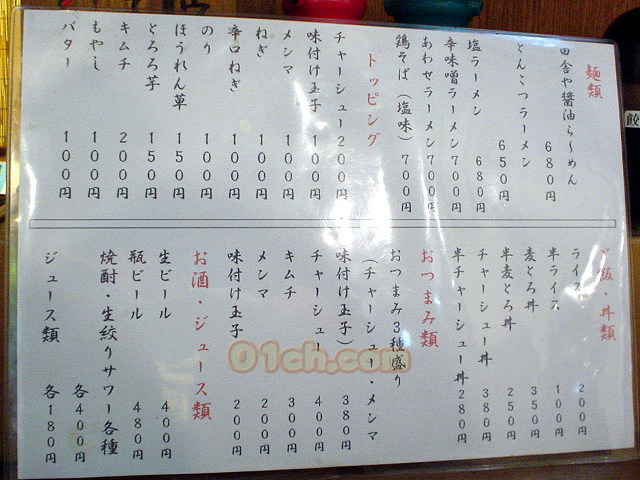 麺類
田舎や醤油ら〜めん 680円
とんこつラーメン 650円
塩ラーメン 680円
辛味噌ラーメン 700円
あわせラーメン 700円
鶏そば(塩味) 700円
トッピング
チャーシュー 200円
味付け玉子 100円
メンマ 100円
ねぎ 100円
辛口ねぎ 100円
のり 100円
ほうれん草 150円
とろろ芋 150円
キムチ 200円
もやし 100円
バター 100円
ご飯・丼類
ライス 200円
半ライス 100円
麦とろ丼 350円
半麦とろ丼 250円
チャーシュー丼 380円
半チャーシュー丼 280円
おつまみ類
おつまみ3種盛り
(チャーシュー・メンマ
味付け玉子) 380円
チャーシュー 400円
キムチ 300円
メンマ 200円
味付け玉子 200円
お酒・ジュース類
生ビール 400円
瓶ビール 480円
焼酎・生絞りサワー各種
各400円
ジュース類 各180円
01ch.com
餃